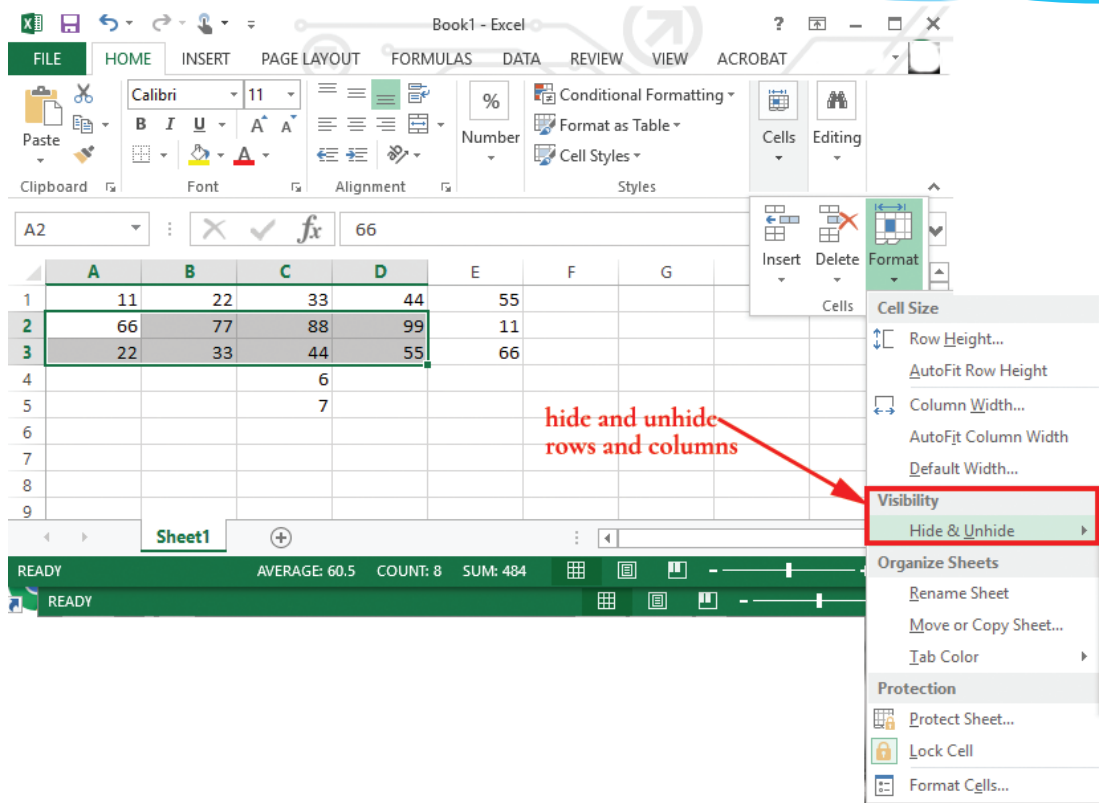 Book1 - Excel ?
FILE HOME INSERT PAGE LAYOUT FORMULAS DATA REVIEW VIEW ACROBAT
Calibri 11 % Conditional Formatting
B I U A A Format as Table
Paste A Number Cells Editing
Cell Styles
Clipboard Font Alignment Styles
A2 fx 66
Insert Delete Format
Cells
A B C D E F G
1 11 22 33 44 55
2 66 77 88 99 11
3 22 33 44 55 66
4 6
5 7
6
7
8
9
hide and unhide
rows and columns
Cell Size
Row Height...
AutoFit Row Height
Column Width...
AutoFit Column Width
Default Width...
Visibility
Hide & Unhide
Organize Sheets
Rename Sheet
Move or Copy Sheet...
Tab Color
Protection
Protect Sheet...
Lock Cell
Format Cells...
Sheet1
READY AVERAGE: 60.5 COUNT: 8 SUM: 484
READY